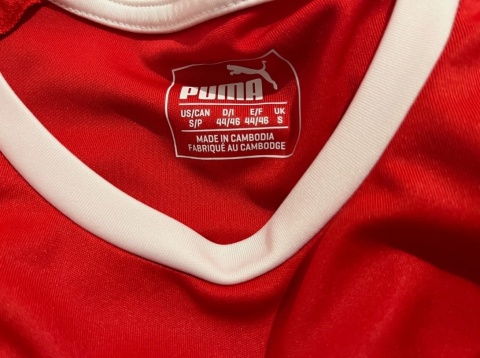 PUMA
US/CAN D/I E/F UK
S/P 44/46 44/46 S
MADE IN CAMBODIA
FABRIQUÉ AU CAMBODGE